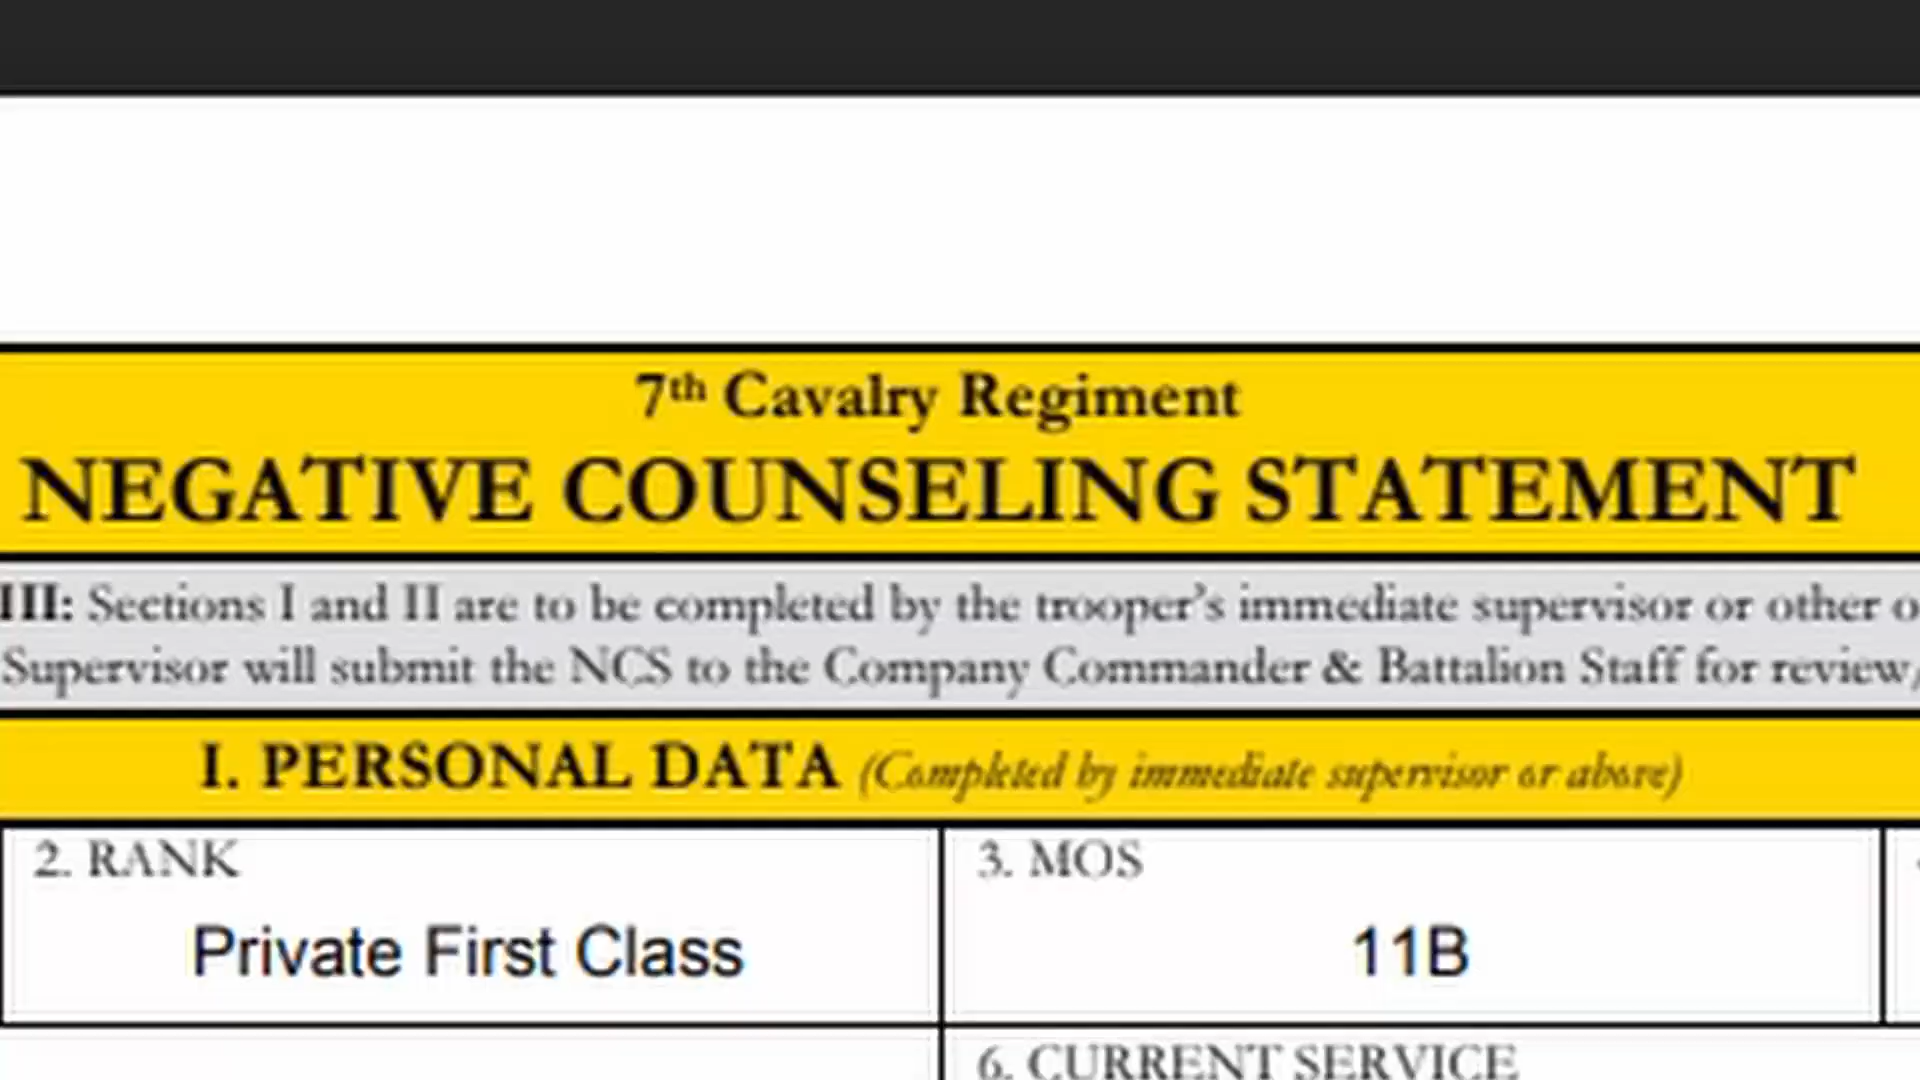 7th Cavalry Regiment
NEGATIVE COUNSELING STATEMENT
III: Sections I and II are to be completed by the trooper's immediate supervisor or other
Supervisor will submit the NCS to the Company Commander & Battalion Staff for review/
I. PERSONAL DATA (Completed by immediate supervisor or above)
2. RANK
3. MOS
Private First Class
11B
6. CURRENT SERVICE